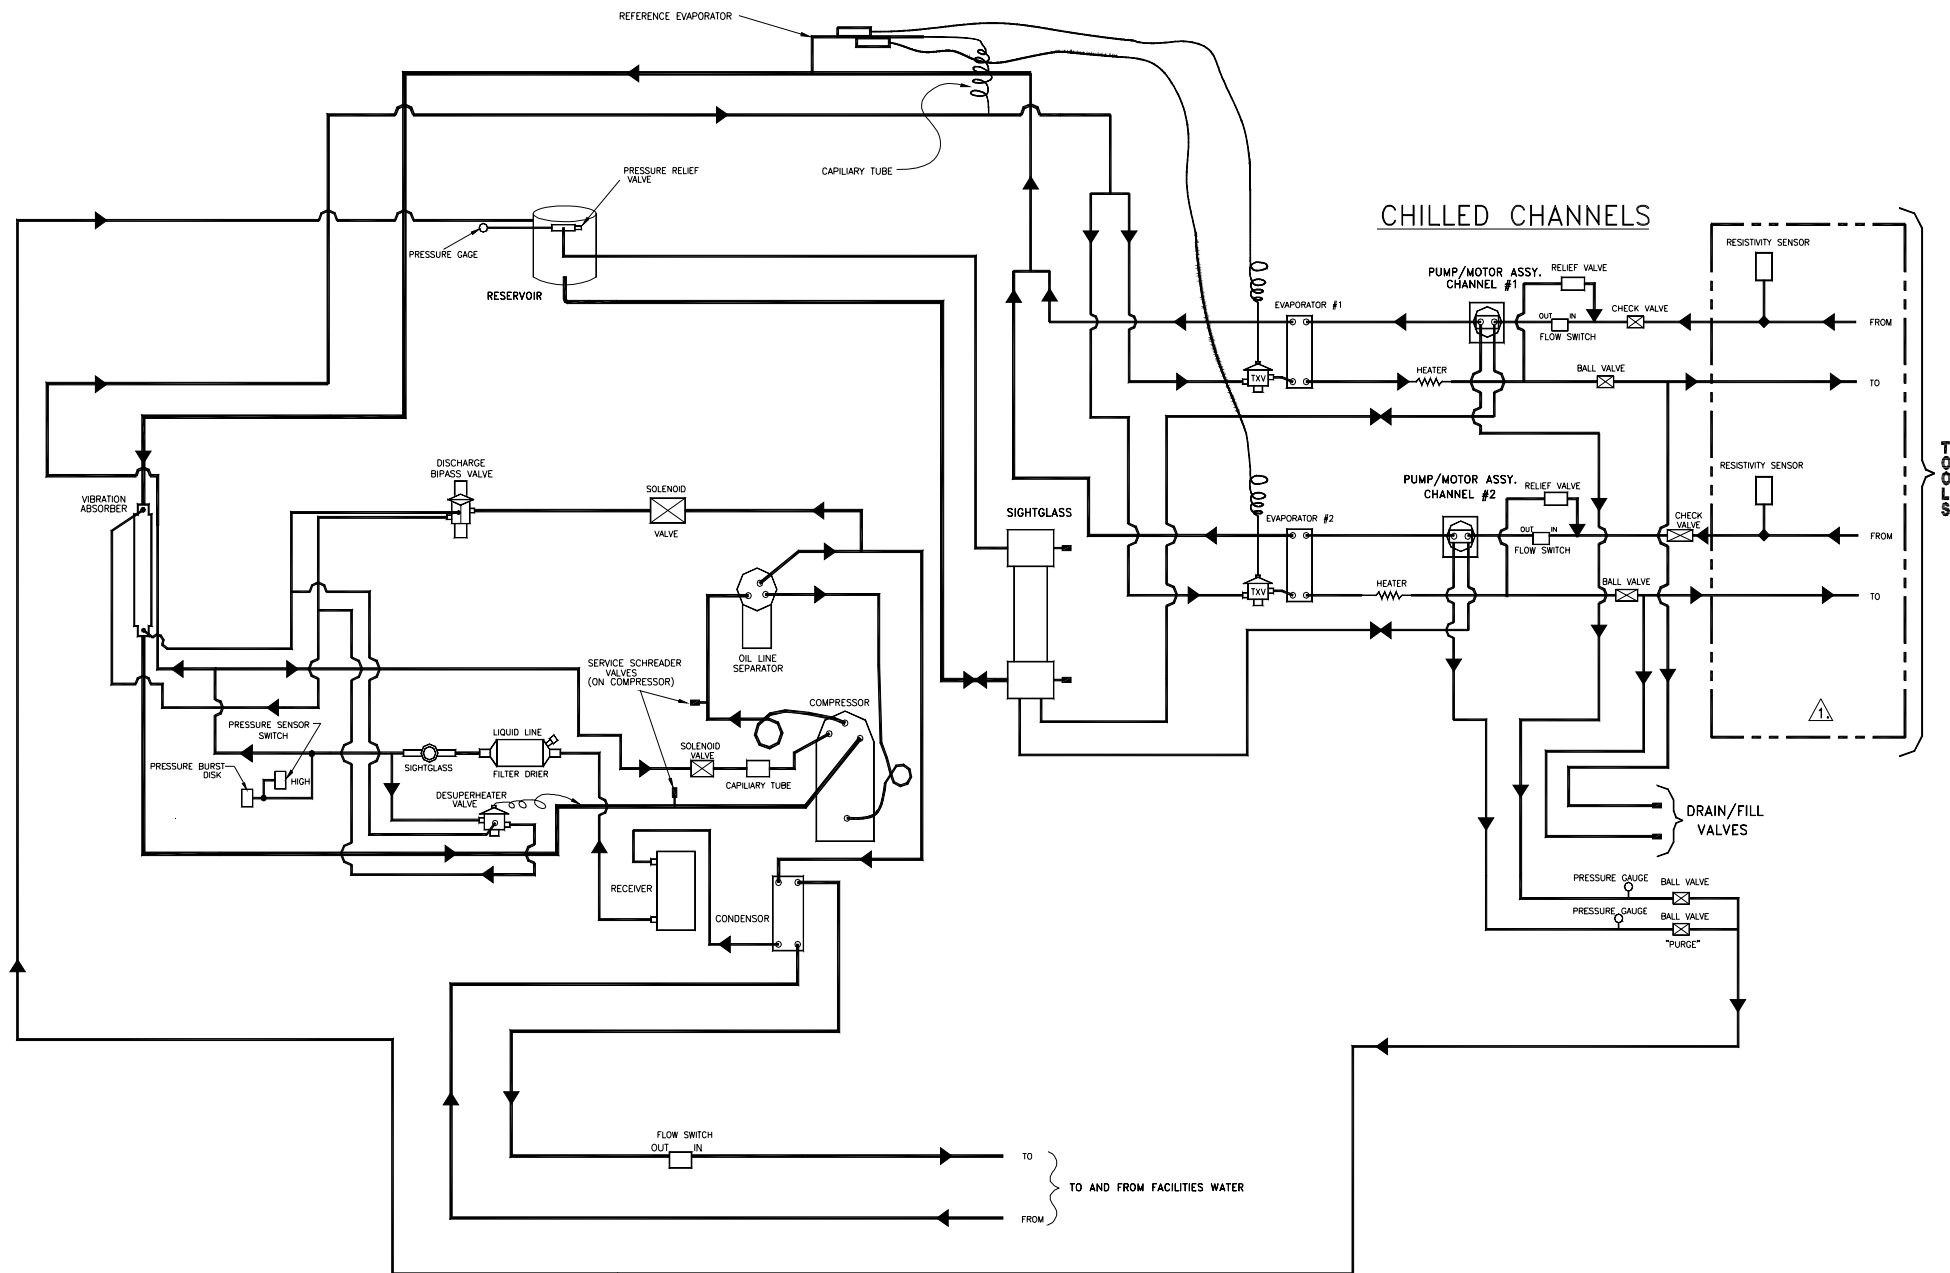 REFERENCE EVAPORATOR
CAPILIARY TUBE
PRESSURE RELIEF
VALVE
PRESSURE GAGE
RESERVOIR
CHILLED CHANNELS
RESISTIVITY SENSOR
PUMP/MOTOR ASSY.
CHANNEL #1
RELIEF VALVE
EVAPORATOR #1
OUT
IN
FLOW SWITCH
CHECK VALVE
FROM
TXV
HEATER
BALL VALVE
TO
TOOLS
DISCHARGE
BIPASS VALVE
SOLENOID
VALVE
VIBRATION
ABSORBER
SIGHTGLASS
PUMP/MOTOR ASSY.
CHANNEL #2
RELIEF VALVE
RESISTIVITY SENSOR
EVAPORATOR #2
OUT
IN
FLOW SWITCH
CHECK
VALVE
FROM
TXV
HEATER
BALL VALVE
TO
OIL LINE
SEPARATOR
SERVICE SCHREADER
VALVES
(ON COMPRESSOR)
COMPRESSOR
PRESSURE SENSOR
SWITCH
PRESSURE BURST
DISK
HIGH
SIGHTGLASS
LIQUID LINE
FILTER DRIER
SOLENOID
VALVE
CAPILIARY TUBE
DESUPERHEATER
VALVE
1.
DRAIN/FILL
VALVES
RECEIVER
CONDENSOR
PRESSURE GAUGE
BALL VALVE
PRESSURE GAUGE
BALL VALVE
"PURGE"
FLOW SWITCH
OUT
IN
TO
TO AND FROM FACILITIES WATER
FROM